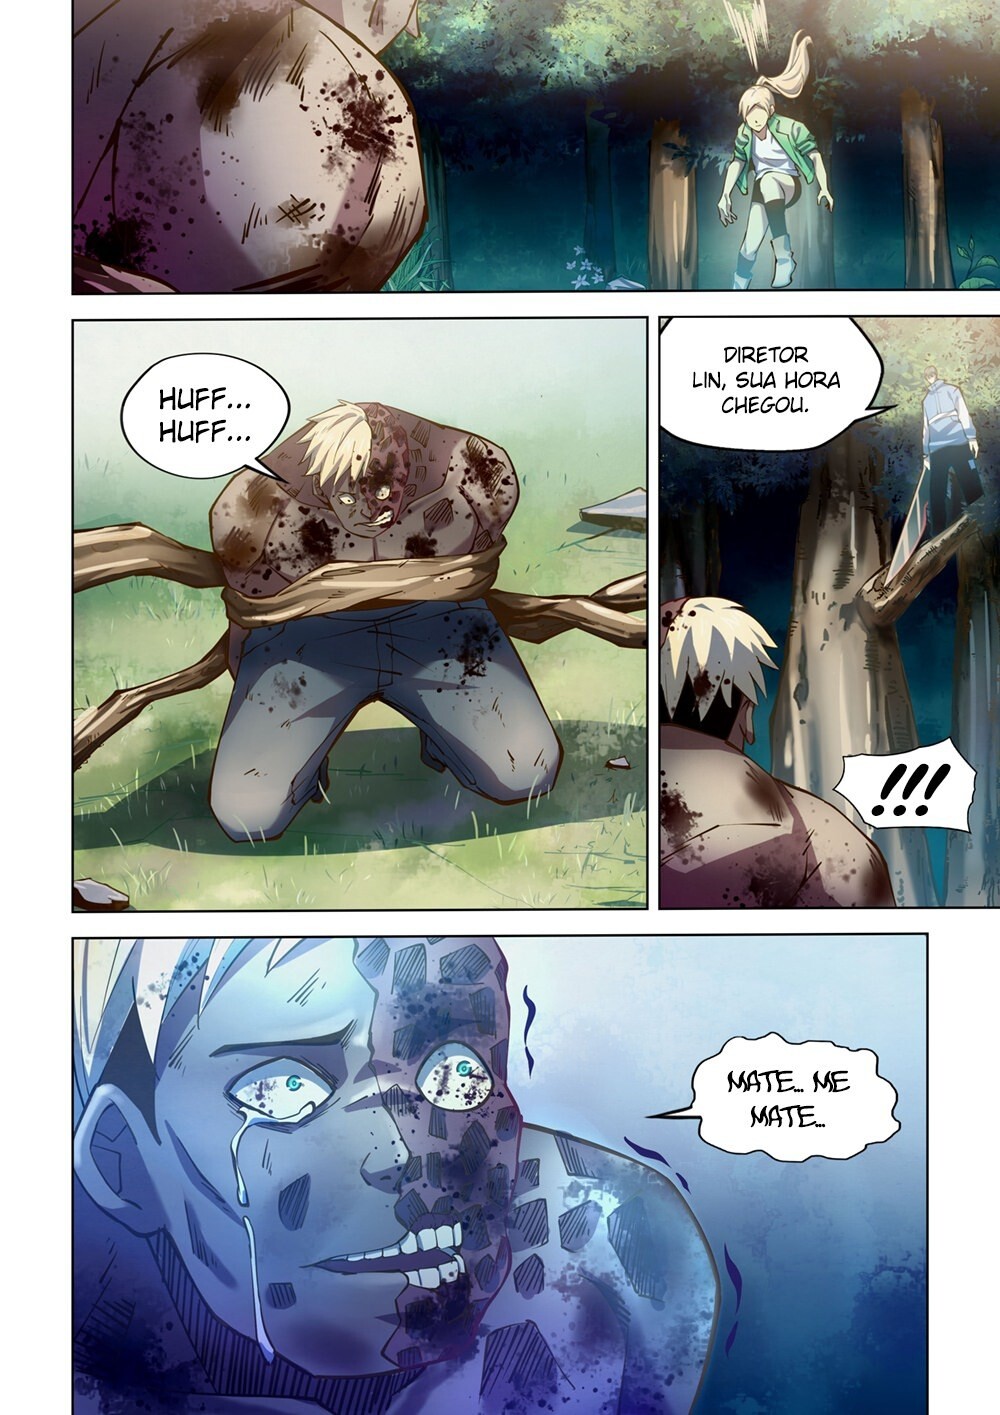 HUFF...
HUFF...
DIRETOR
LIN, SUA HORA
CHEGOU.
!!!
MATE... ME
MATE...